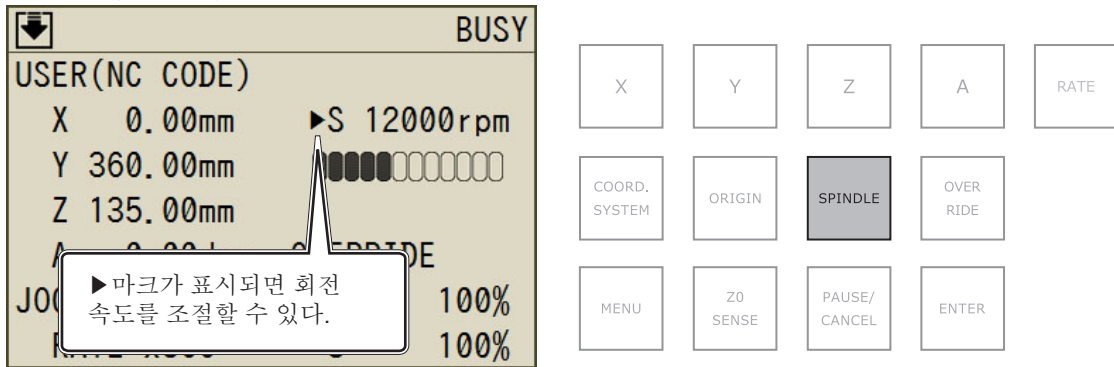 BUSY
USER(NC CODE)
X 0.00mm ▶S 12000rpm
Y 360.00mm
Z 135.00mm
▶마크가 표시되면 회전
속도를 조절할 수 있다.
100%
100%
X Y Z A RATE
COORD. SYSTEM
ORIGIN
SPINDLE
OVER RIDE
MENU
Z0 SENSE
PAUSE/ CANCEL
ENTER